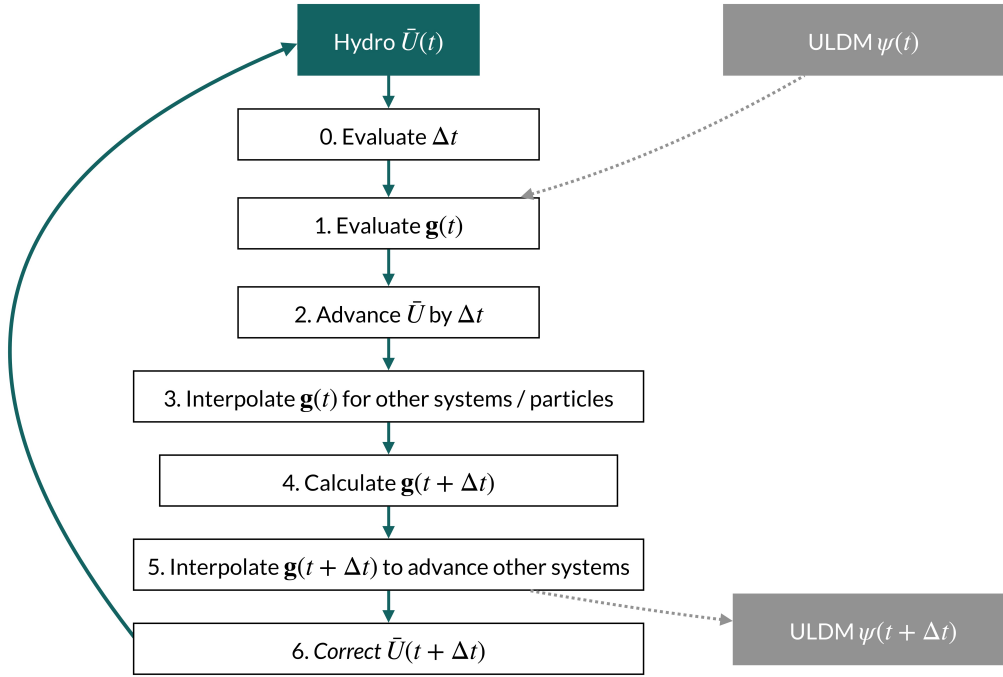 Hydro Ū(t)
ULDM ψ(t)
0. Evaluate Δt
1. Evaluate g(t)
2. Advance Ū by Δt
3. Interpolate g(t) for other systems / particles
4. Calculate g(t + Δt)
5. Interpolate g(t + Δt) to advance other systems
ULDM ψ(t + Δt)
6. Correct Ū(t + Δt)